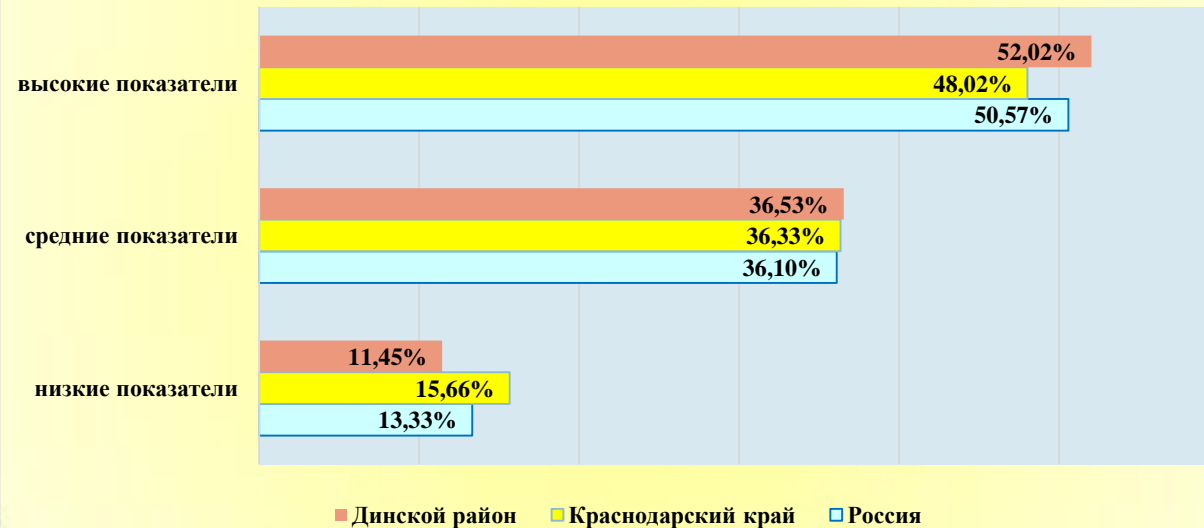 52,02%
высокие показатели
48,02%
50,57%
36,53%
средние показатели
36,33%
36,10%
11,45%
низкие показатели
15,66%
13,33%
Динской район Краснодарский край Россия